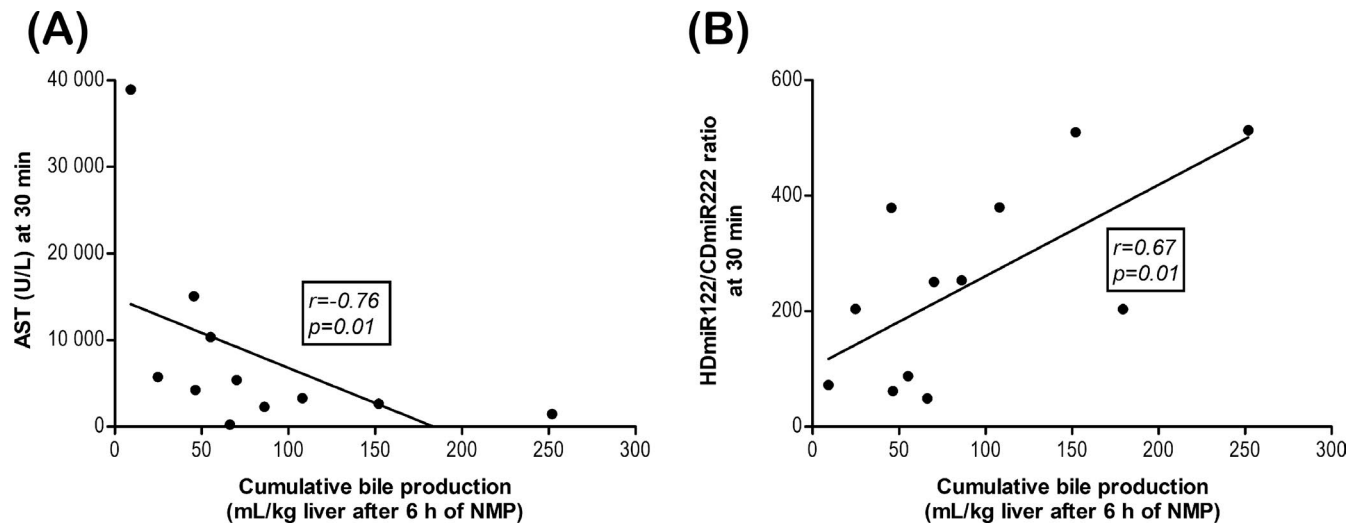 (A)
40 000
30 000
20 000
10 000
0
AST (U/L) at 30 min
r=-0.76
p=0.01
0 50 100 150 200 250 300
Cumulative bile production
(mL/kg liver after 6 h of NMP)
(B)
600
400
200
0
HDmiR122/CDmiR222 ratio
at 30 min
r=0.67
p=0.01
0 50 100 150 200 250 300
Cumulative bile production
(mL/kg liver after 6 h of NMP)